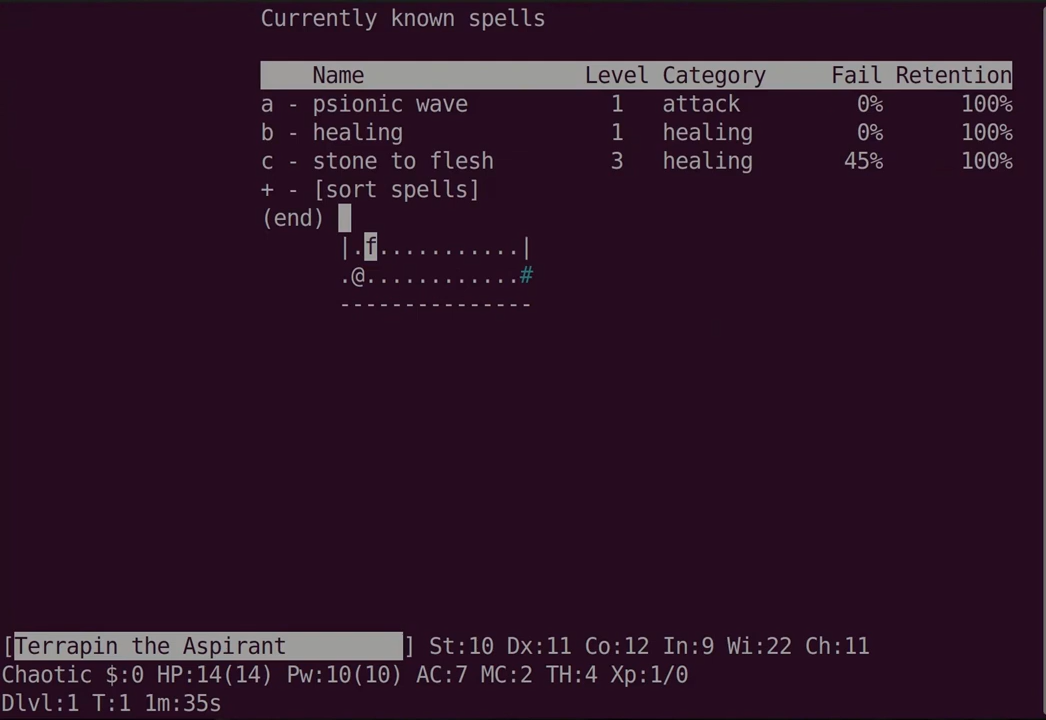 Currently known spells
Name Level Category Fail Retention
a - psionic wave 1 attack 0% 100%
b - healing 1 healing 0% 100%
c - stone to flesh 3 healing 45% 100%
+ - [sort spells]
(end)
|.f...........|
.@............#
---------------
[Terrapin the Aspirant ] St:10 Dx:11 Co:12 In:9 Wi:22 Ch:11
Chaotic $:0 HP:14(14) Pw:10(10) AC:7 MC:2 TH:4 Xp:1/0
Dlvl:1 T:1 1m:35s